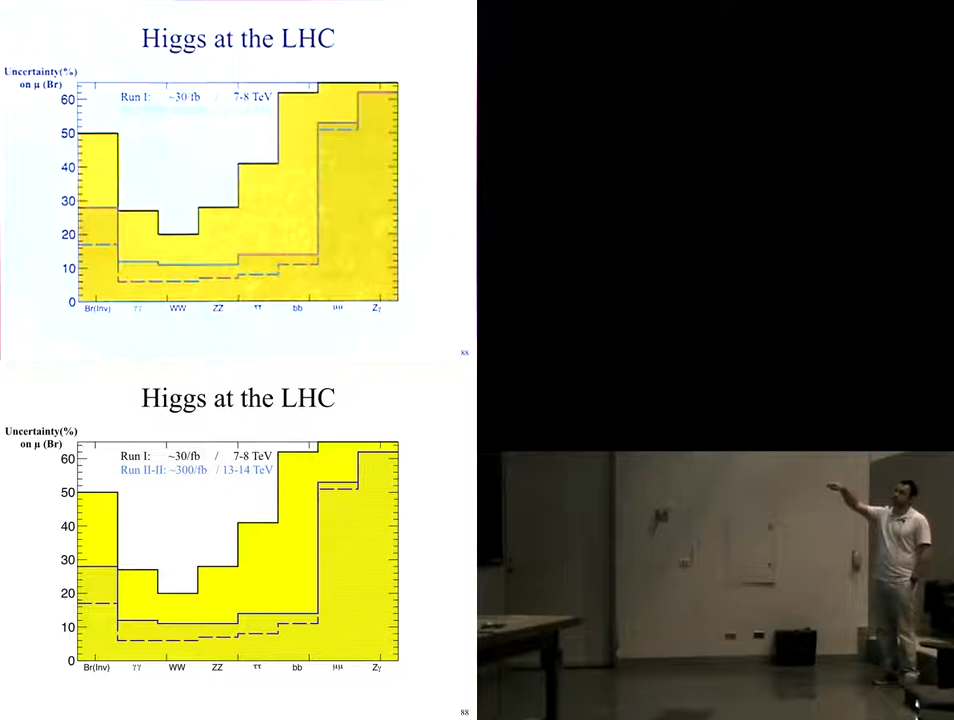 Higgs at the LHC
Uncertainty(%)
on μ (Br)
Run I: ~30/fb / 7-8 TeV
60
50
40
30
20
10
0
Br(Inv) γγ WW ZZ ττ bb μμ Zγ
88
Higgs at the LHC
Uncertainty(%)
on μ (Br)
Run I: ~30/fb / 7-8 TeV
Run II-II: ~300/fb / 13-14 TeV
60
50
40
30
20
10
0
Br(Inv) γγ WW ZZ ττ bb μμ Zγ
88